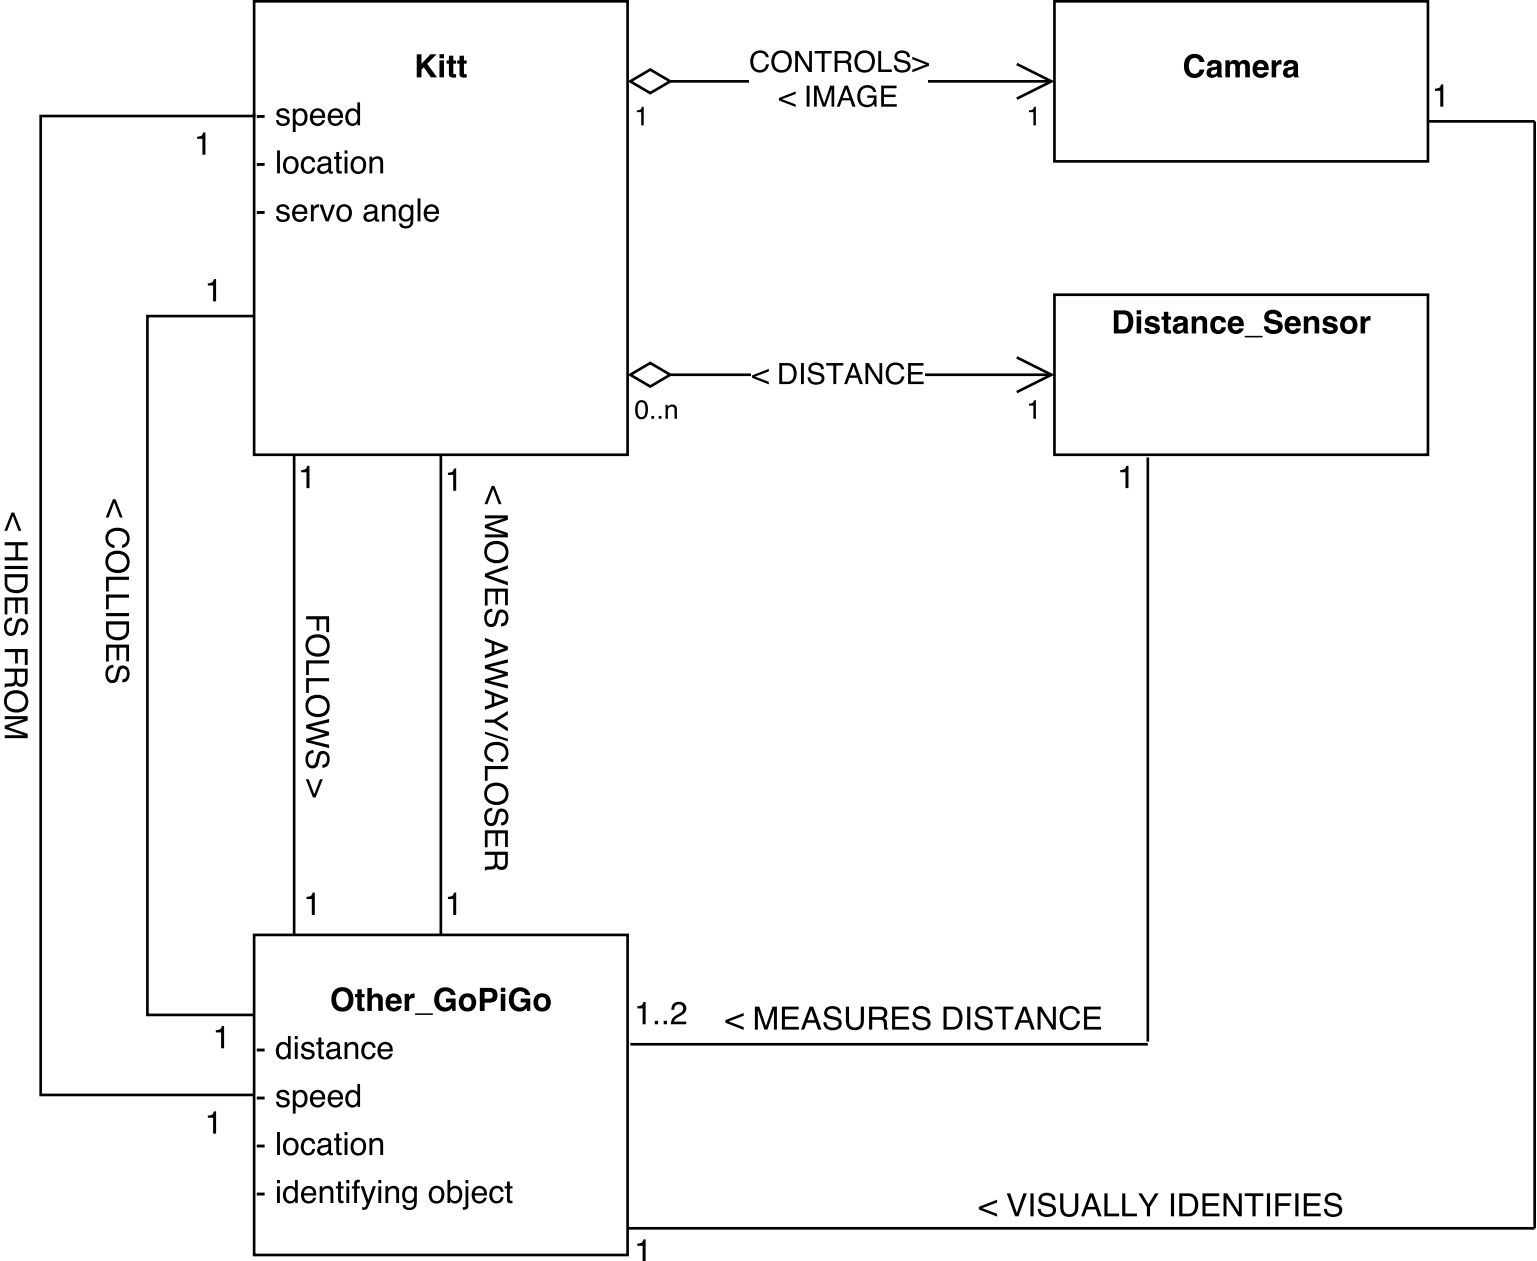 Kitt
- speed
- location
- servo angle
CONTROLS>
< IMAGE
1
1
Camera
1
1
1
< DISTANCE
0..n
1
Distance_Sensor
1
1
1
< HIDES FROM
< COLLIDES
FOLLOWS >
< MOVES AWAY/CLOSER
1
1
Other_GoPiGo
- distance
- speed
- location
- identifying object
1
1
1..2
< MEASURES DISTANCE
< VISUALLY IDENTIFIES
1